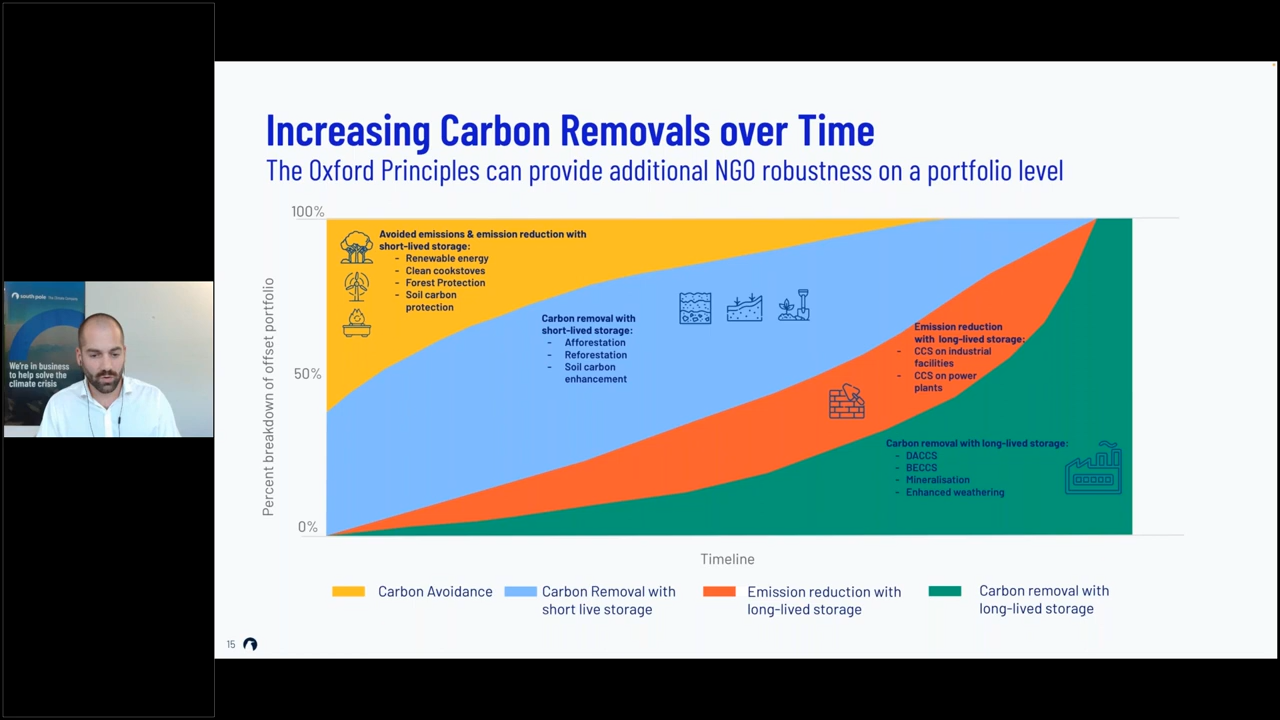 Increasing Carbon Removals over Time
The Oxford Principles can provide additional NGO robustness on a portfolio level
Percent breakdown of offset portfolio
100%
50%
0%
Avoided emissions & emission reduction with
short-lived storage:
- Renewable energy
- Clean cookstoves
- Forest Protection
- Soil carbon
protection
Carbon removal with
short-lived storage:
- Afforestation
- Reforestation
- Soil carbon
enhancement
Emission reduction
with long-lived storage:
- CCS on industrial
facilities
- CCS on power
plants
Carbon removal with long-lived storage:
- DACCS
- BECCS
- Mineralisation
- Enhanced weathering
Timeline
Carbon Avoidance
Carbon Removal with
short live storage
Emission reduction with
long-lived storage
Carbon removal with
long-lived storage
15
south pole The Climate Company
We're in business
to help solve the
climate crisis